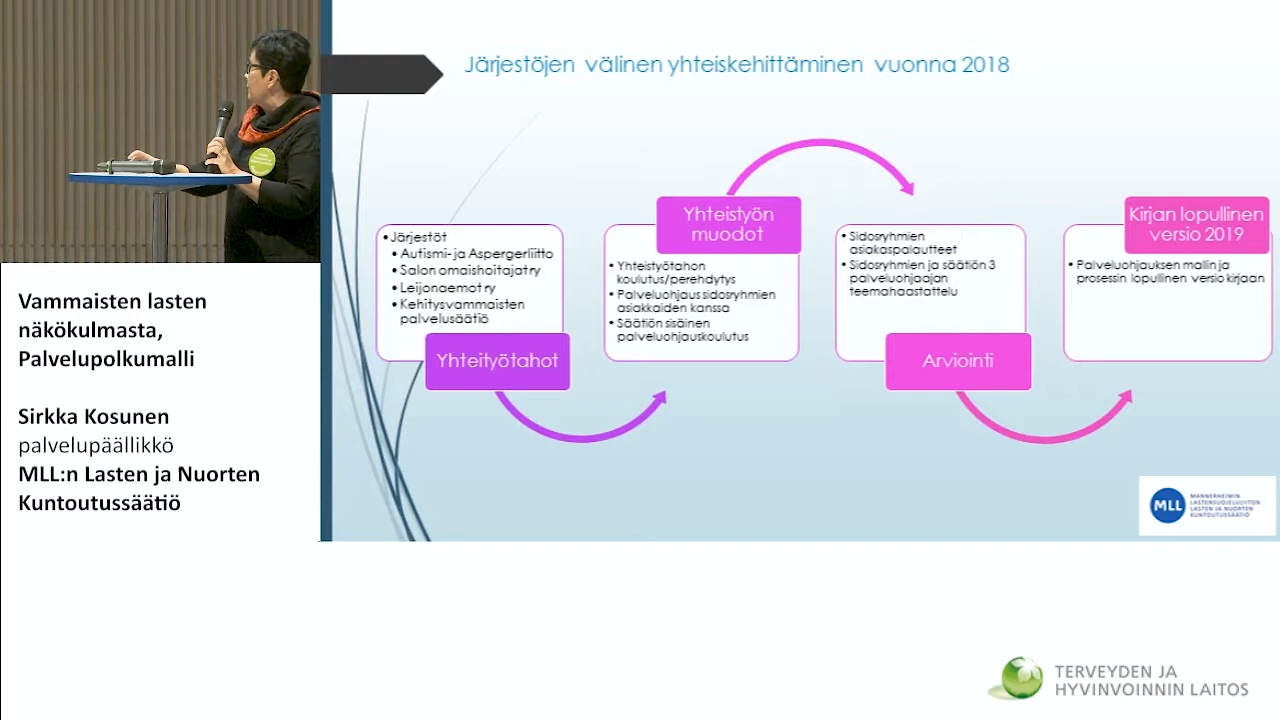 Järjestöjen välinen yhteiskehittäminen vuonna 2018
• Järjestöt
• Autismi- ja Aspergerliitto
• Salon omaishoitajat ry
• Leijonaemot ry
• Kehitysvammaisten
palvelusäätiö
Yhteityötahot
Yhteistyön
muodot
• Yhteistyötahon
koulutus/perehdytys
• Palveluohjaus sidosryhmien
asiakkaiden kanssa
• Säätiön sisäinen
palveluohjauskoulutus
• Sidosryhmien
asiakaspalautteet
• Sidosryhmien ja säätiön 3
palveluohjaajan
teemahaastattelu
Arviointi
Kirjan lopullinen
versio 2019
• Palveluohjauksen mallin ja
prosessin lopullinen versio kirjaan
MLL
MANNERHEIMIN
LASTENSUOJELULIITON
LASTEN JA NUORTEN
KUNTOUTUSSÄÄTIÖ
Vammaisten lasten
näkökulmasta,
Palvelupolkumalli
Sirkka Kosunen
palvelupäällikkö
MLL:n Lasten ja Nuorten
Kuntoutussäätiö
TERVEYDEN JA
HYVINVOINNIN LAITOS